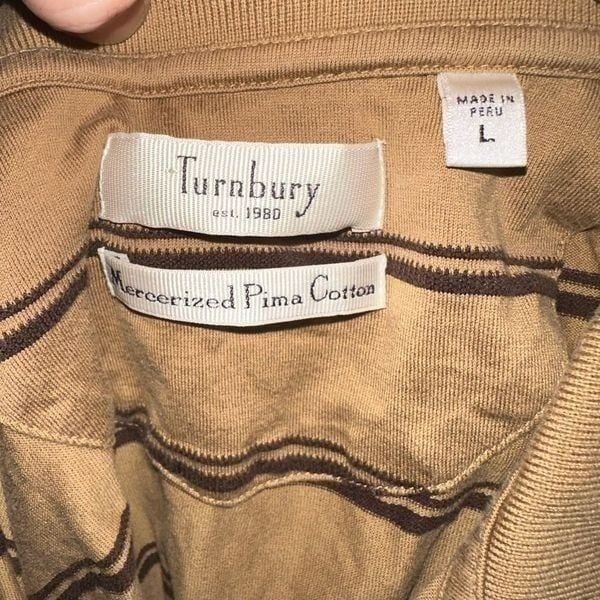 Turnbury
est. 1980
Mercerized Pima Cotton
MADE IN
PERU
L